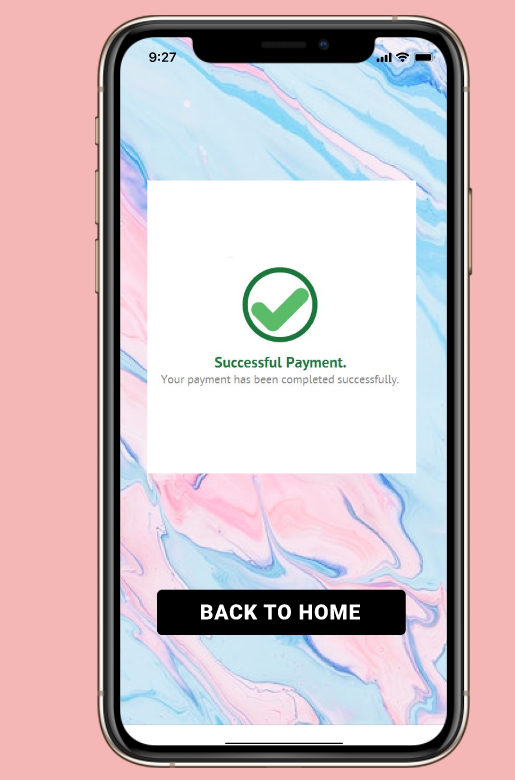 9:27
Successful Payment.
Your payment has been completed successfully.
BACK TO HOME